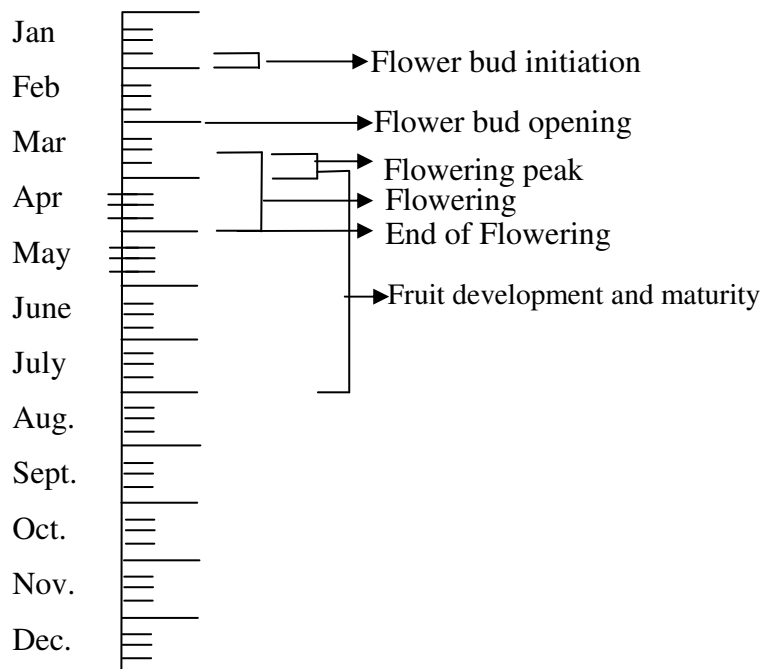 Jan
Flower bud initiation
Feb
Flower bud opening
Mar
Flowering peak
Apr
Flowering
End of Flowering
May
Fruit development and maturity
June
July
Aug.
Sept.
Oct.
Nov.
Dec.